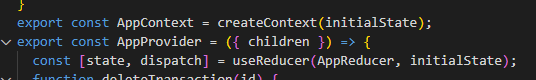 }
export const AppContext = createContext(initialState);
export const AppProvider = ({ children }) => {
const [state, dispatch] = useReducer(AppReducer, initialState);
function deleteTransaction(id) {